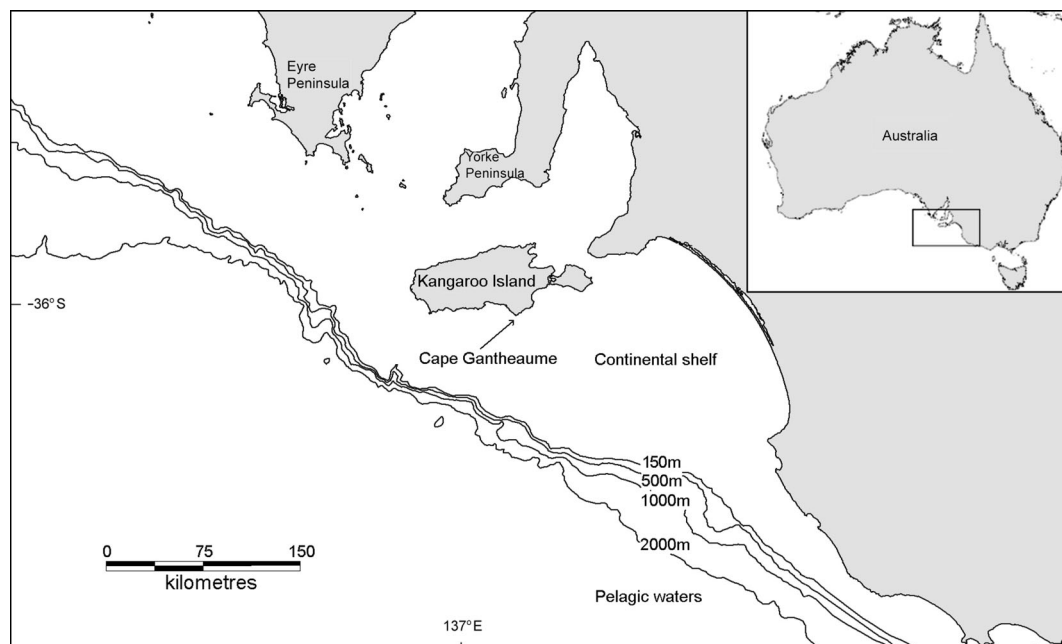 Eyre
Peninsula
Yorke
Peninsula
Australia
Kangaroo Island
-36°S
Cape Gantheaume
Continental shelf
150m
500m
1000m
2000m
0 75 150
kilometres
Pelagic waters
137°E